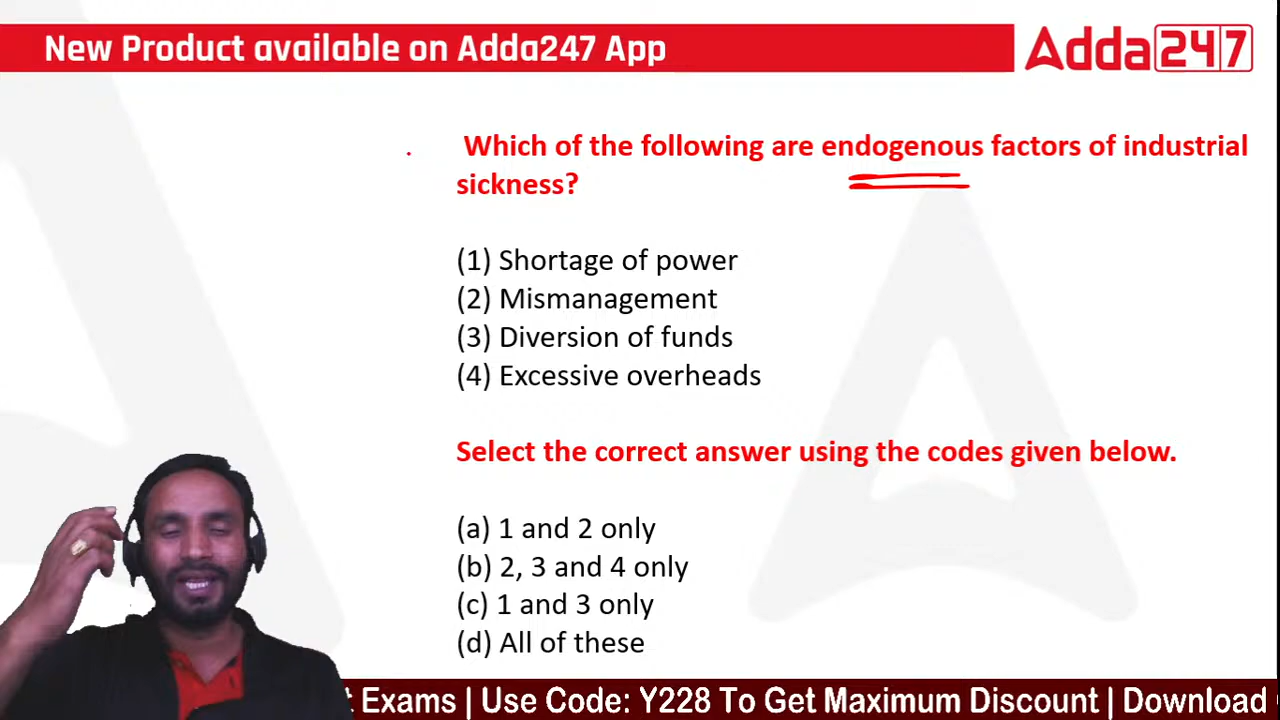 New Product available on Adda247 App
Adda247
Which of the following are endogenous factors of industrial
sickness?
(1) Shortage of power
(2) Mismanagement
(3) Diversion of funds
(4) Excessive overheads
Select the correct answer using the codes given below.
(a) 1 and 2 only
(b) 2, 3 and 4 only
(c) 1 and 3 only
(d) All of these
t Exams | Use Code: Y228 To Get Maximum Discount | Download